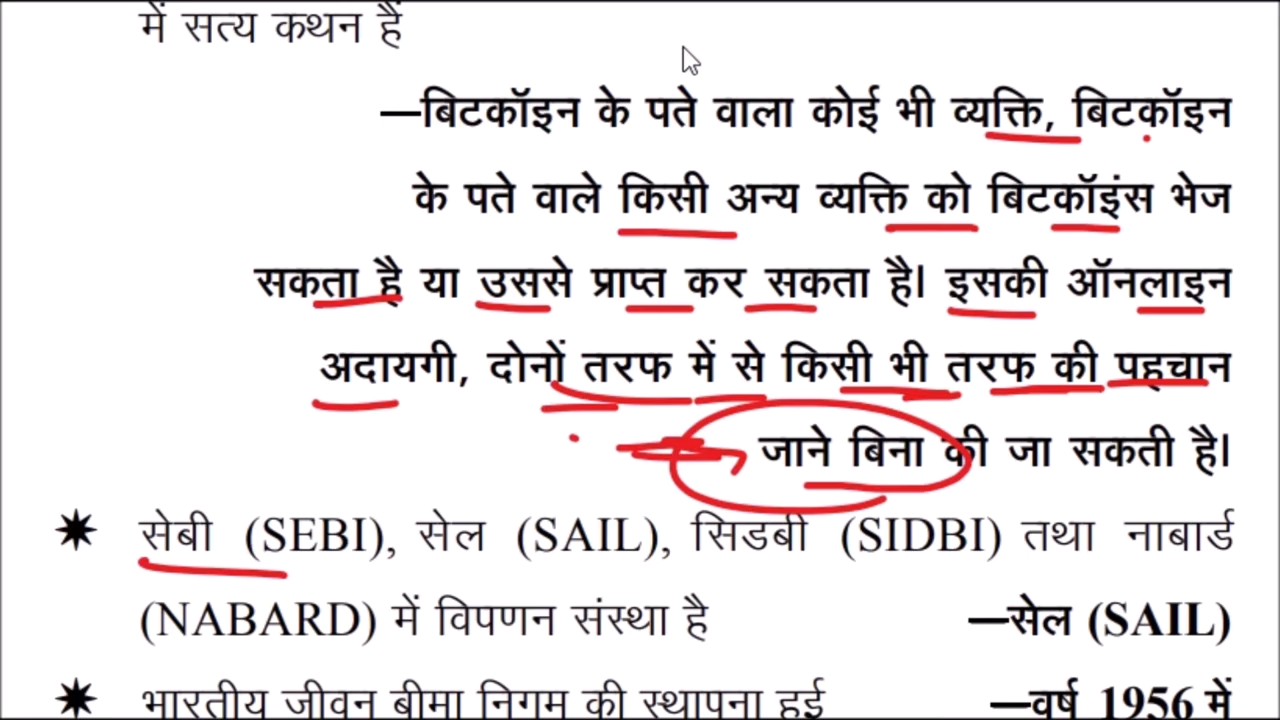 में सत्य कथन हैं
—बिटकॉइन के पते वाला कोई भी व्यक्ति, बिटकॉइन
के पते वाले किसी अन्य व्यक्ति को बिटकॉइंस भेज
सकता है या उससे प्राप्त कर सकता है। इसकी ऑनलाइन
अदायगी, दोनों तरफ में से किसी भी तरफ की पहचान
जाने बिना की जा सकती है।
✷ सेबी (SEBI), सेल (SAIL), सिडबी (SIDBI) तथा नाबार्ड
(NABARD) में विपणन संस्था है —सेल (SAIL)
✷ भारतीय जीवन बीमा निगम की स्थापना हुई —वर्ष 1956 में